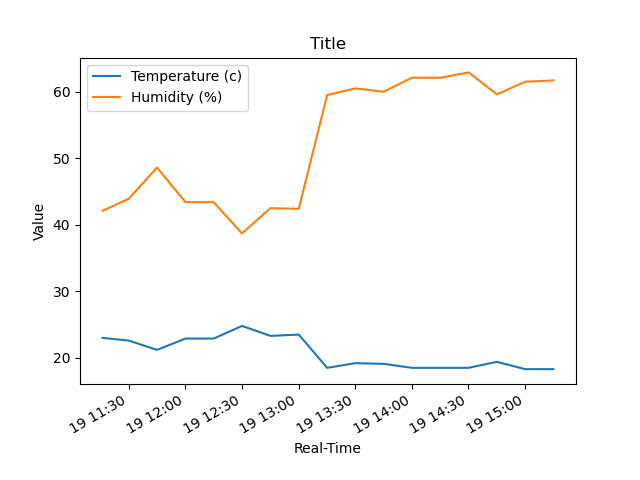 Title
Temperature (c)
Humidity (%)
Value
60
50
40
30
20
19 11:30
19 12:00
19 12:30
19 13:00
19 13:30
19 14:00
19 14:30
19 15:00
Real-Time